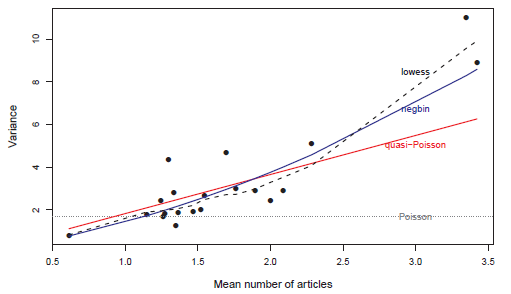 10
8
6
4
2
Variance
lowess
negbin
quasi−Poisson
Poisson
0.5 1.0 1.5 2.0 2.5 3.0 3.5
Mean number of articles